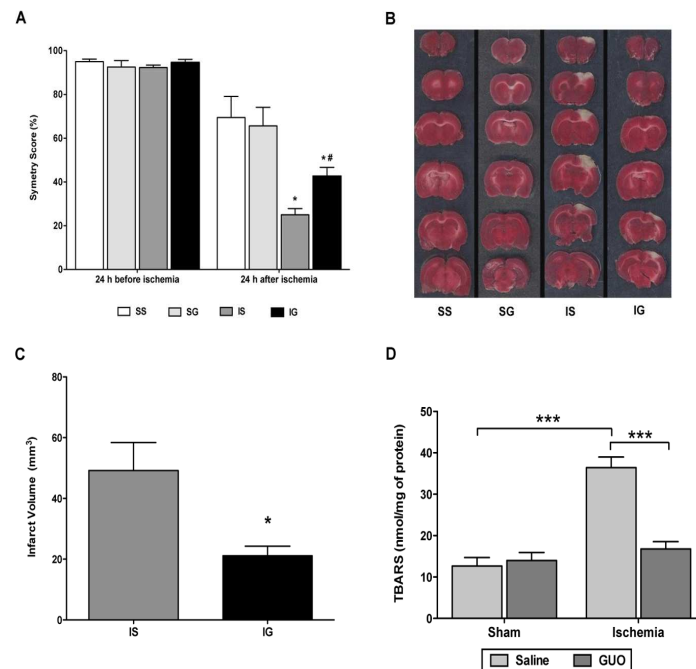 A
Symetry Score (%)
100
80
60
40
20
0
*
* #
24 h before ischemia 24 h after ischemia
SS SG IS IG
B
SS SG IS IG
C
Infarct Volume (mm³)
80
60
40
20
0
*
IS IG
D
TBARS (nmol/mg of protein)
50
40
30
20
10
0
***
***
Sham Ischemia
Saline GUO